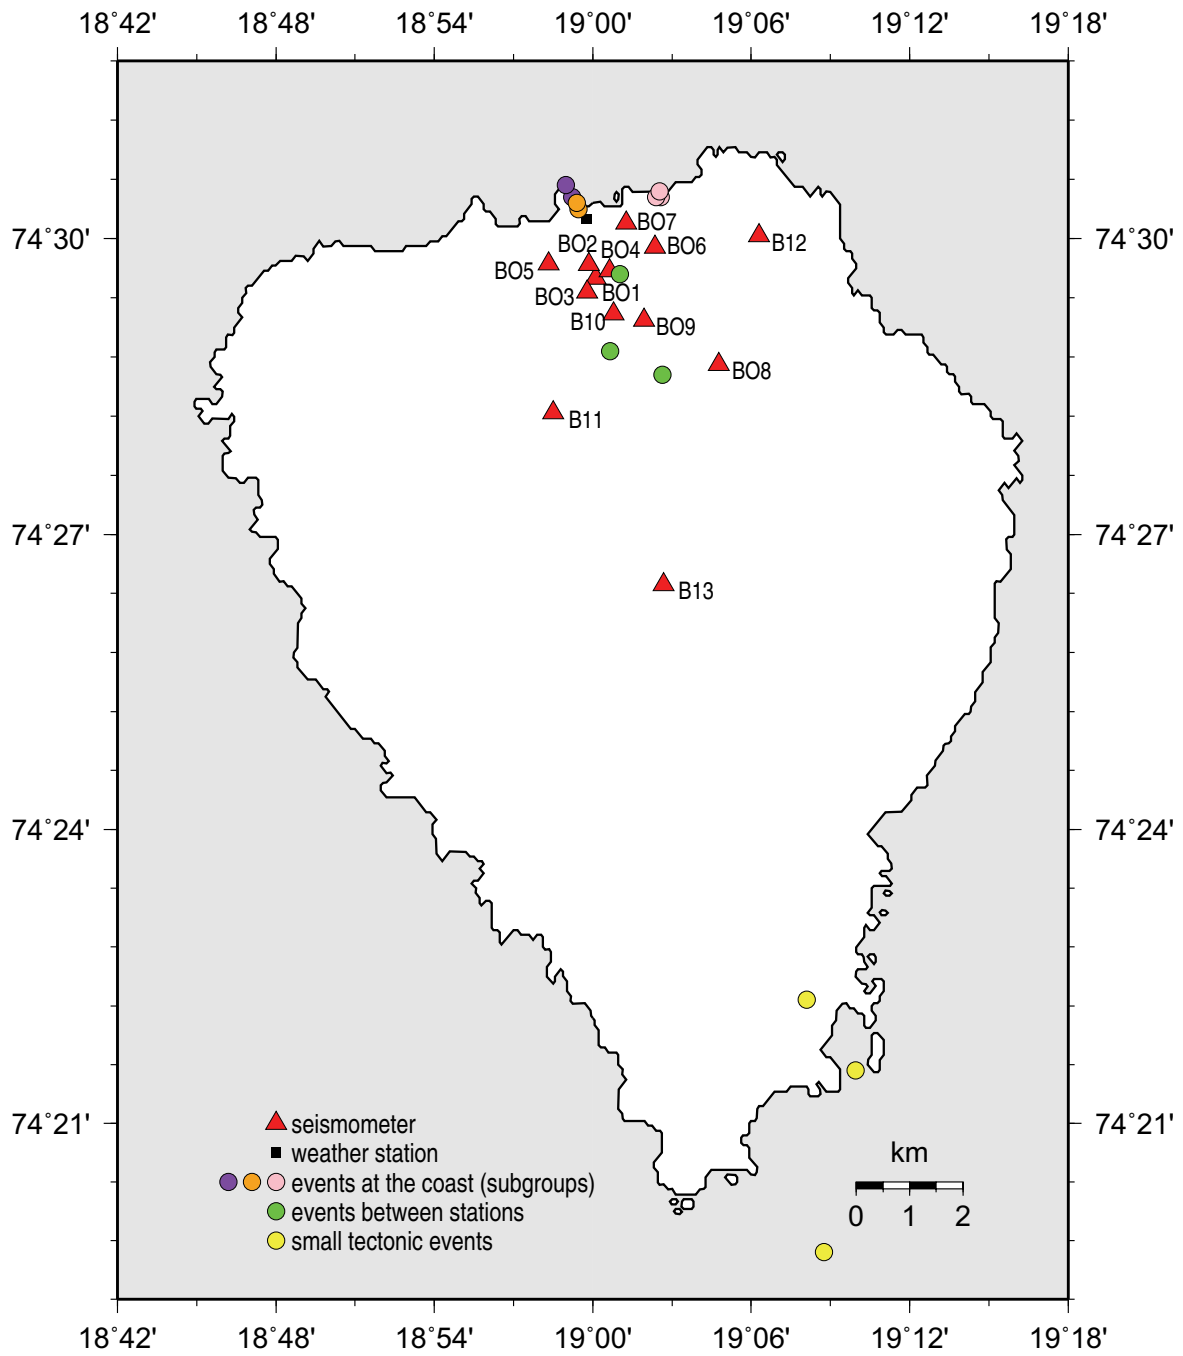 18°42' 18°48' 18°54' 19°00' 19°06' 19°12' 19°18'
74°30' 74°30'
BO7
BO2 BO4 BO6 B12
BO5
BO3 BO1
B10 BO9
BO8
B11
74°27' 74°27'
B13
74°24' 74°24'
74°21' 74°21'
seismometer
weather station
events at the coast (subgroups)
events between stations
small tectonic events
km
0 1 2
18°42' 18°48' 18°54' 19°00' 19°06' 19°12' 19°18'